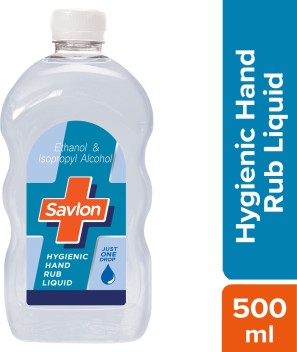 Ethanol &
Isopropyl Alcohol
Savlon
HYGIENIC
HAND
RUB
LIQUID
JUST
ONE
DROP
Hygienic Hand
Rub Liquid
500
ml